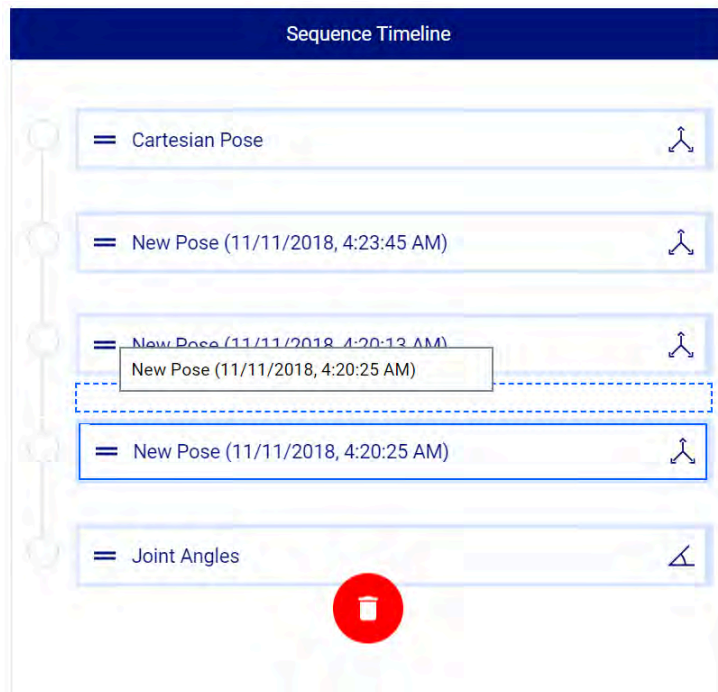 Sequence Timeline
Cartesian Pose
New Pose (11/11/2018, 4:23:45 AM)
New Pose (11/11/2018, 4:20:13 AM)
New Pose (11/11/2018, 4:20:25 AM)
New Pose (11/11/2018, 4:20:25 AM)
Joint Angles